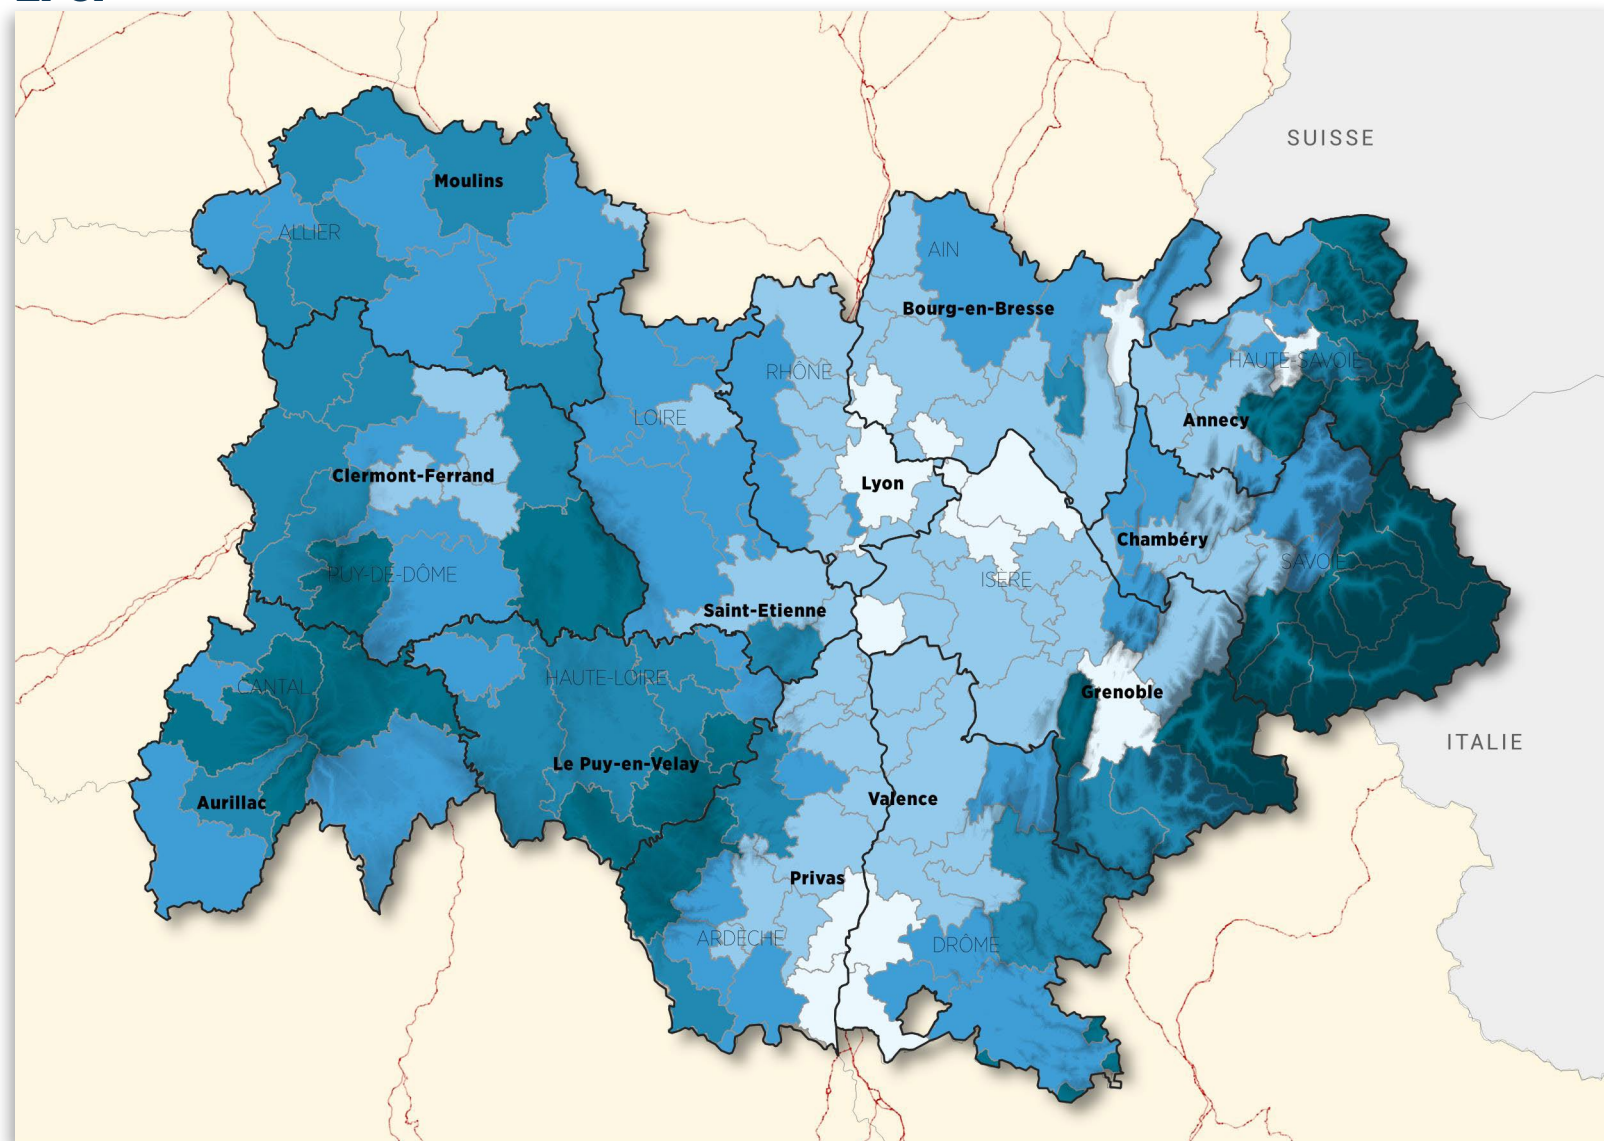 SUISSE
Moulins
ALLIER
AIN
Bourg-en-Bresse
RHÔNE
HAUTE-SAVOIE
LOIRE
Annecy
Clermont-Ferrand
Lyon
Chambéry
SAVOIE
PUY-DE-DÔME
ISÈRE
Saint-Etienne
HAUTE-LOIRE
CANTAL
Grenoble
ITALIE
Le Puy-en-Velay
Aurillac
Valence
Privas
ARDÈCHE
DRÔME